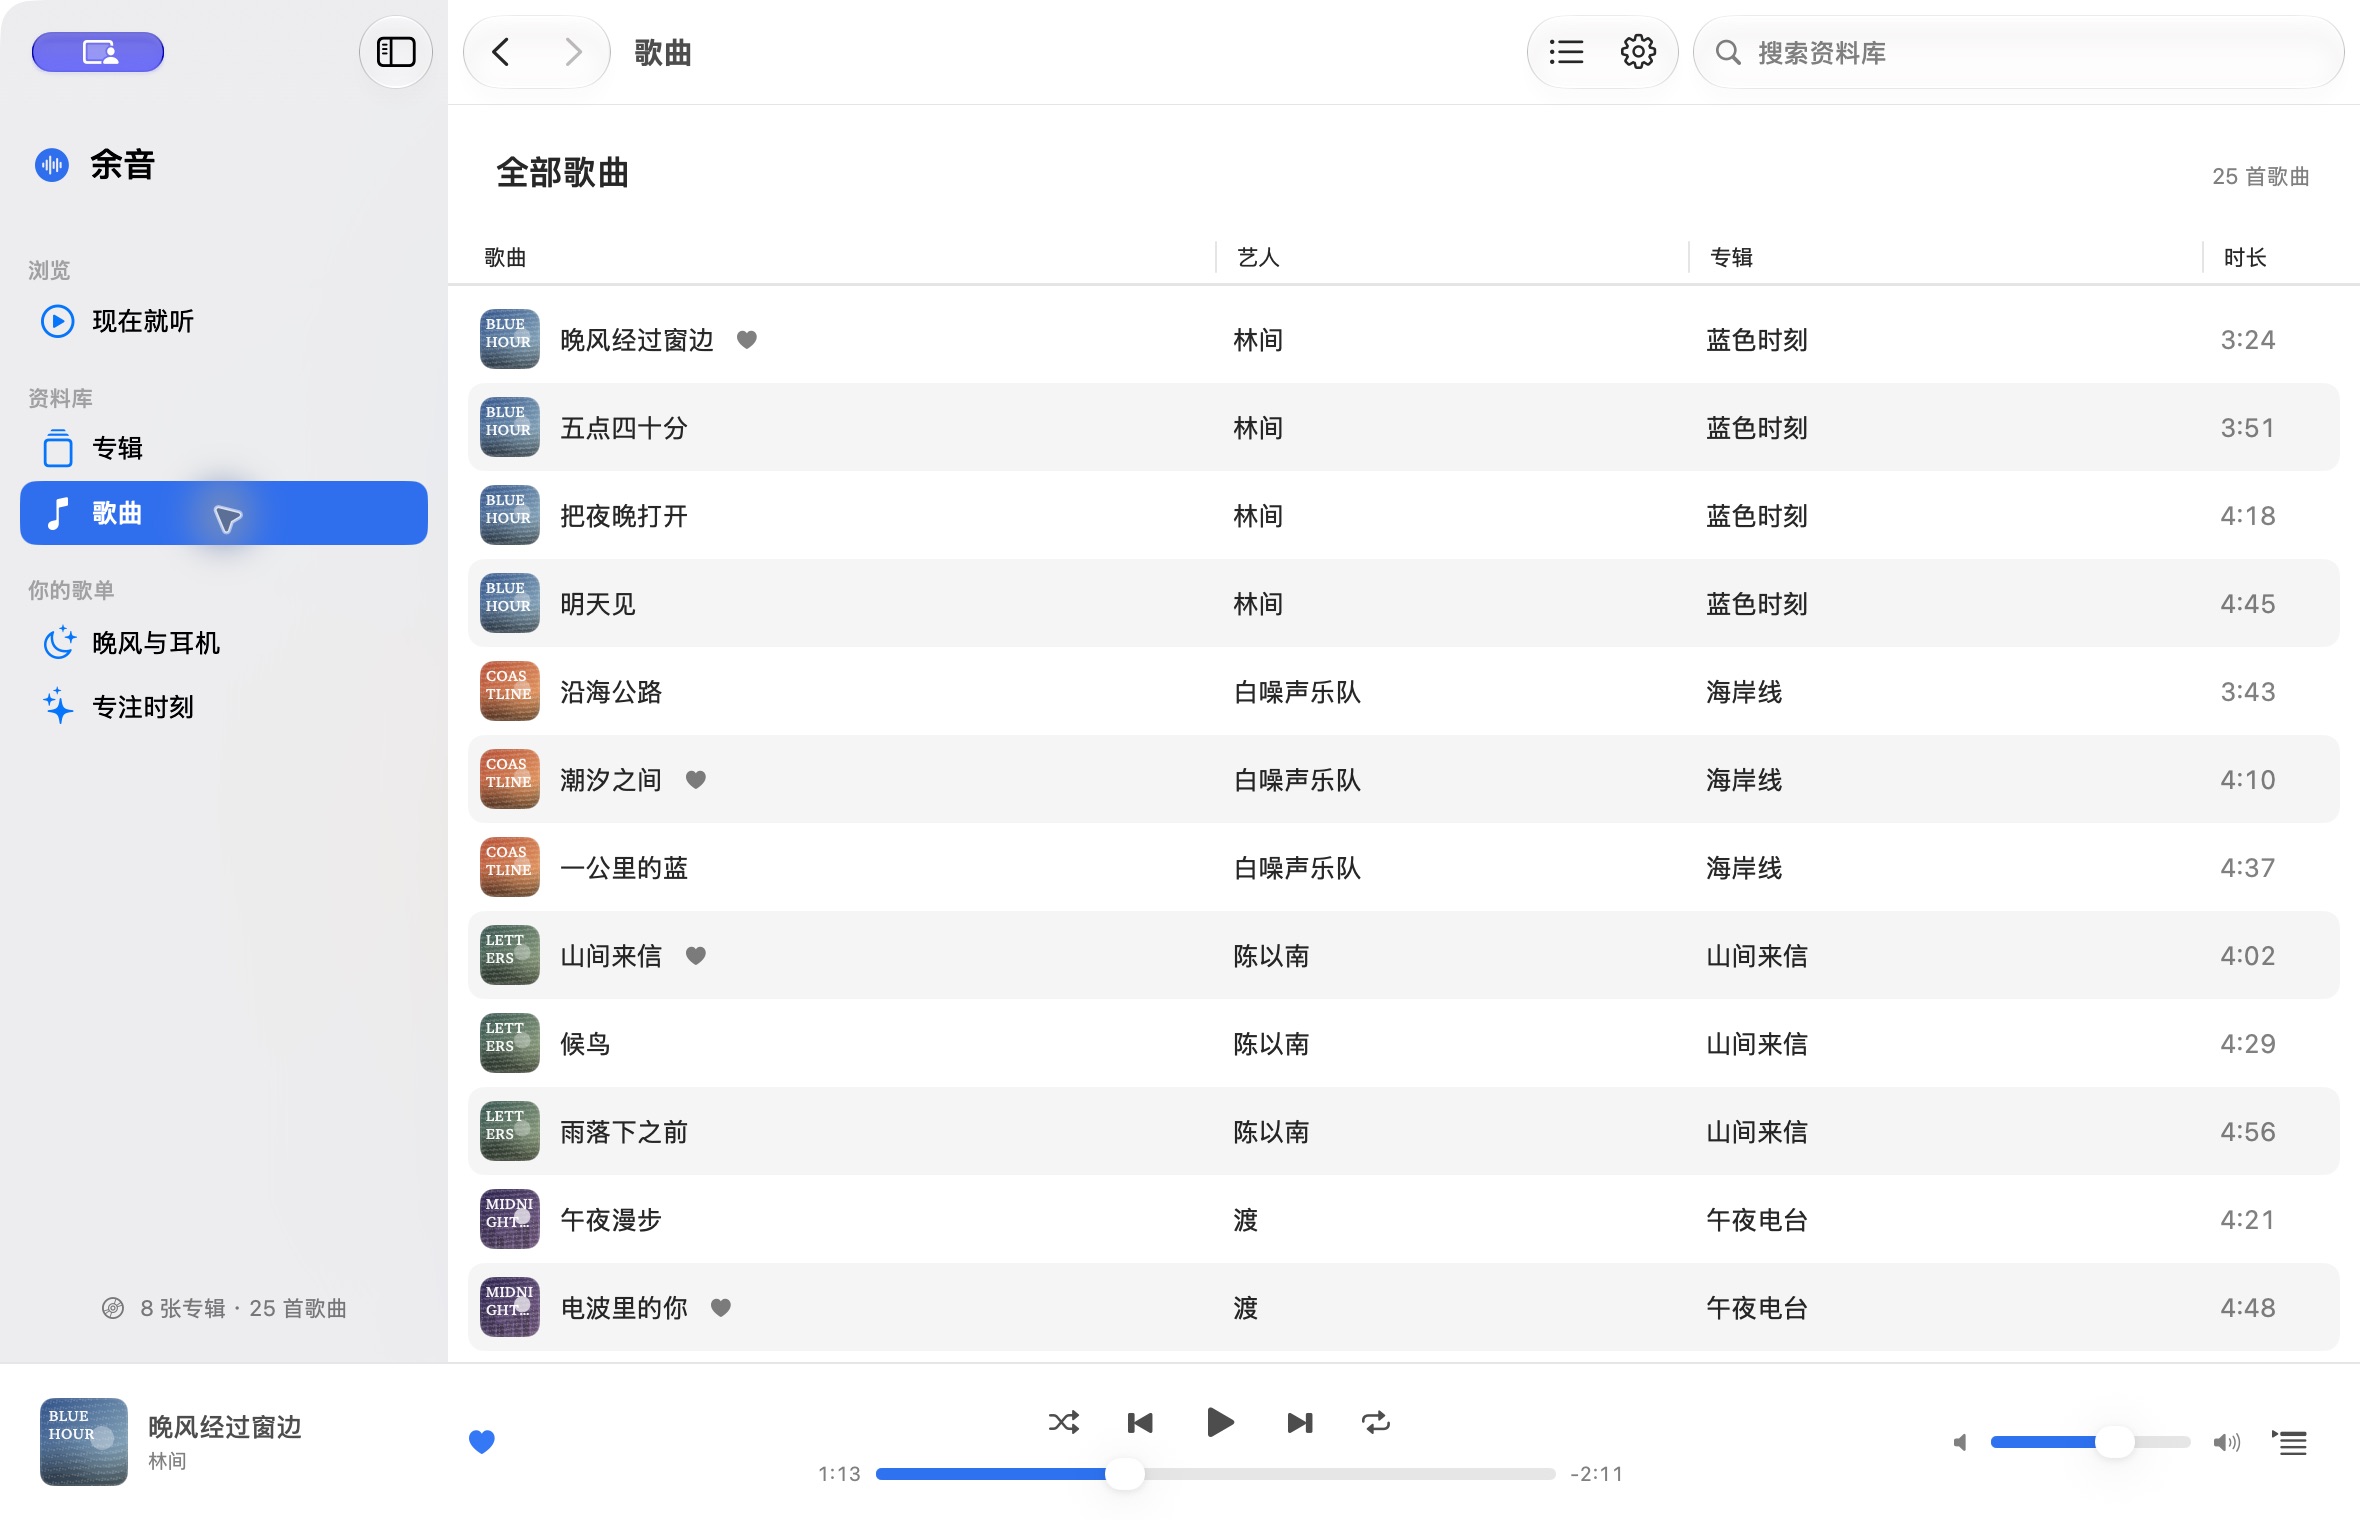 歌曲
搜索资料库
余音
浏览
现在就听
资料库
专辑
歌曲
你的歌单
晚风与耳机
专注时刻
8 张专辑 · 25 首歌曲
全部歌曲
25 首歌曲
歌曲 艺人 专辑 时长
BLUE
HOUR
晚风经过窗边 林间 蓝色时刻 3:24
BLUE
HOUR
五点四十分 林间 蓝色时刻 3:51
BLUE
HOUR
把夜晚打开 林间 蓝色时刻 4:18
BLUE
HOUR
明天见 林间 蓝色时刻 4:45
COAS
TLINE
沿海公路 白噪声乐队 海岸线 3:43
COAS
TLINE
潮汐之间 白噪声乐队 海岸线 4:10
COAS
TLINE
一公里的蓝 白噪声乐队 海岸线 4:37
LETT
ERS
山间来信 陈以南 山间来信 4:02
LETT
ERS
候鸟 陈以南 山间来信 4:29
LETT
ERS
雨落下之前 陈以南 山间来信 4:56
MIDNI
GHT…
午夜漫步 渡 午夜电台 4:21
MIDNI
GHT…
电波里的你 渡 午夜电台 4:48
BLUE
HOUR
晚风经过窗边
林间
1:13 -2:11